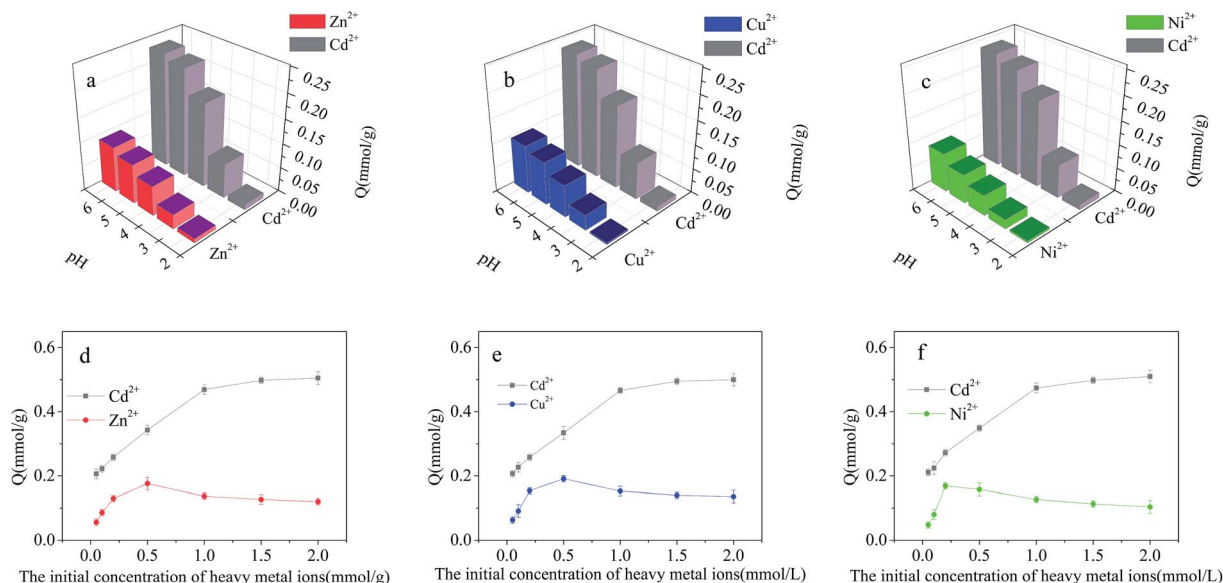 a
Zn²⁺
Cd²⁺
0.25
0.20
0.15
0.10
0.05
0.00
Q(mmol/g)
6
5
4
3
2
pH
Zn²⁺
Cd²⁺
b
Cu²⁺
Cd²⁺
0.25
0.20
0.15
0.10
0.05
0.00
Q(mmol/g)
6
5
4
3
2
pH
Cu²⁺
Cd²⁺
c
Ni²⁺
Cd²⁺
0.25
0.20
0.15
0.10
0.05
0.00
Q(mmol/g)
6
5
4
3
2
pH
Ni²⁺
Cd²⁺
d
Cd²⁺
Zn²⁺
Q(mmol/g)
0.6
0.4
0.2
0.0
0.0 0.5 1.0 1.5 2.0
The initial concentration of heavy metal ions(mmol/g)
e
Cd²⁺
Cu²⁺
Q(mmol/g)
0.6
0.4
0.2
0.0
0.0 0.5 1.0 1.5 2.0
The initial concentration of heavy metal ions(mmol/L)
f
Cd²⁺
Ni²⁺
Q(mmol/g)
0.6
0.4
0.2
0.0
0.0 0.5 1.0 1.5 2.0
The initial concentration of heavy metal ions(mmol/L)